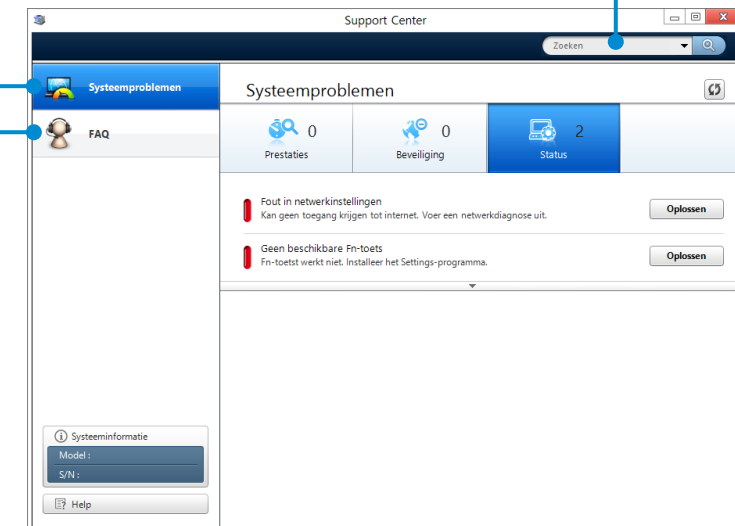 Support Center
Zoeken
Systeemproblemen
FAQ
Systeemproblemen
0
Prestaties
0
Beveiliging
2
Status
Fout in netwerkinstellingen
Kan geen toegang krijgen tot internet. Voer een netwerkdiagnose uit.
Oplossen
Geen beschikbare Fn-toets
Fn-toetst werkt niet. Installeer het Settings-programma.
Oplossen
Systeeminformatie
Model :
S/N :
Help